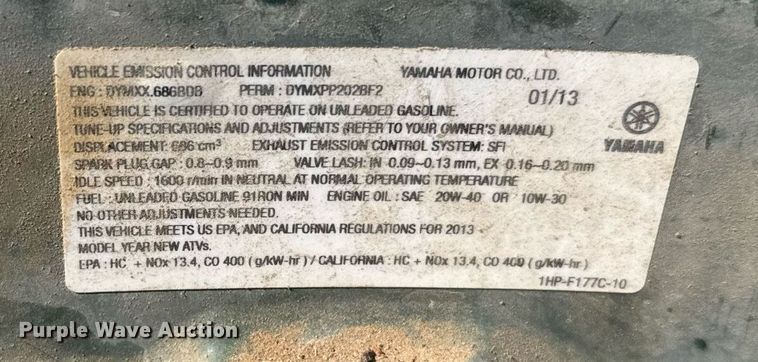 VEHICLE EMISSION CONTROL INFORMATION YAMAHA MOTOR CO., LTD.
ENG : DYMXX.686BDB PERM : DYMXPP202BF2 01/13
THIS VEHICLE IS CERTIFIED TO OPERATE ON UNLEADED GASOLINE.
TUNE-UP SPECIFICATIONS AND ADJUSTMENTS (REFER TO YOUR OWNER'S MANUAL)
DISPLACEMENT: 686 cm³ EXHAUST EMISSION CONTROL SYSTEM: SFI YAMAHA
SPARK PLUG GAP : 0.8–0.9 mm VALVE LASH : IN 0.09–0.13 mm, EX 0.16–0.20 mm
IDLE SPEED : 1600 r/min IN NEUTRAL AT NORMAL OPERATING TEMPERATURE
FUEL : UNLEADED GASOLINE 91RON MIN ENGINE OIL : SAE 20W-40 OR 10W-30
NO OTHER ADJUSTMENTS NEEDED.
THIS VEHICLE MEETS US EPA, AND CALIFORNIA REGULATIONS FOR 2013
MODEL YEAR NEW ATVs.
EPA : HC + NOx 13.4, CO 400 (g/kW-hr) / CALIFORNIA : HC + NOx 13.4, CO 400 (g/kW-hr)
1HP-F177C-10
Purple Wave Auction